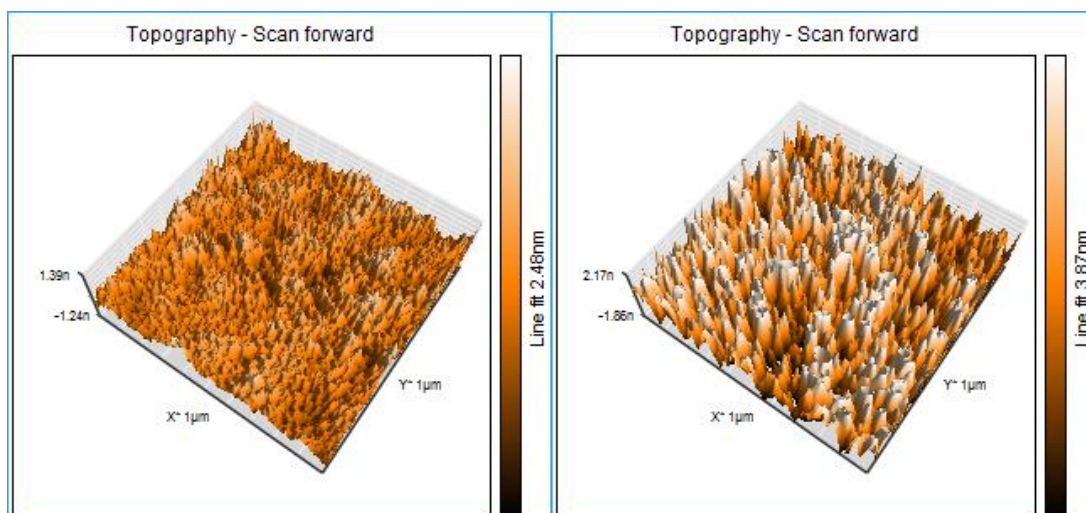 Topography - Scan forward
1.39n
-1.24n
X* 1µm
Y* 1µm
Line fit 2.48nm
Topography - Scan forward
2.17n
-1.86n
X* 1µm
Y* 1µm
Line fit 3.87nm